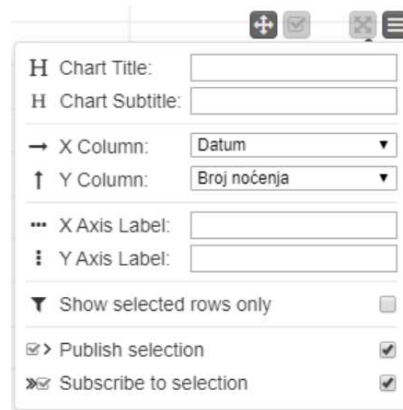 H Chart Title:
H Chart Subtitle:
X Column: Datum
Y Column: Broj noćenja
X Axis Label:
Y Axis Label:
Show selected rows only
Publish selection
Subscribe to selection